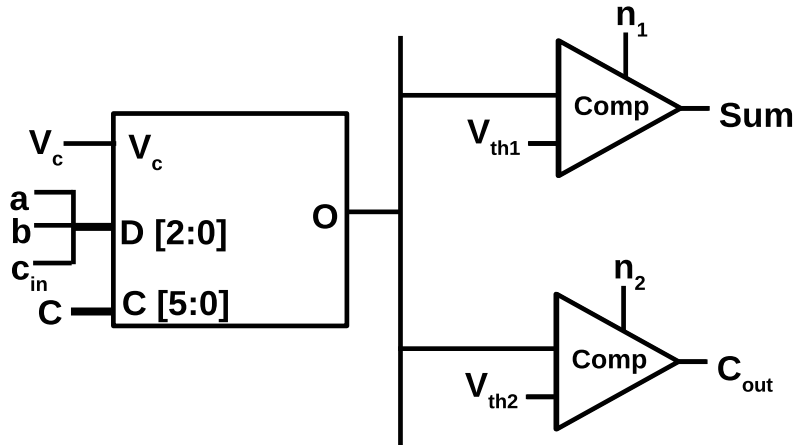 n1
Comp
Sum
Vth1
Vc
Vc
a
b
cin
D [2:0]
O
C
C [5:0]
n2
Comp
Cout
Vth2